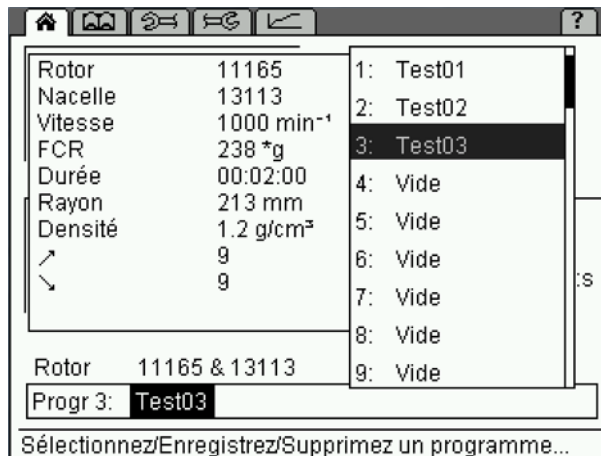 ?
Rotor 11165
Nacelle 13113
Vitesse 1000 min⁻¹
FCR 238 *g
Durée 00:02:00
Rayon 213 mm
Densité 1.2 g/cm³
↗ 9
↘ 9
1: Test01
2: Test02
3: Test03
4: Vide
5: Vide
6: Vide
7: Vide
8: Vide
9: Vide
:s
Rotor 11165 & 13113
Progr 3: Test03
Sélectionnez/Enregistrez/Supprimez un programme...